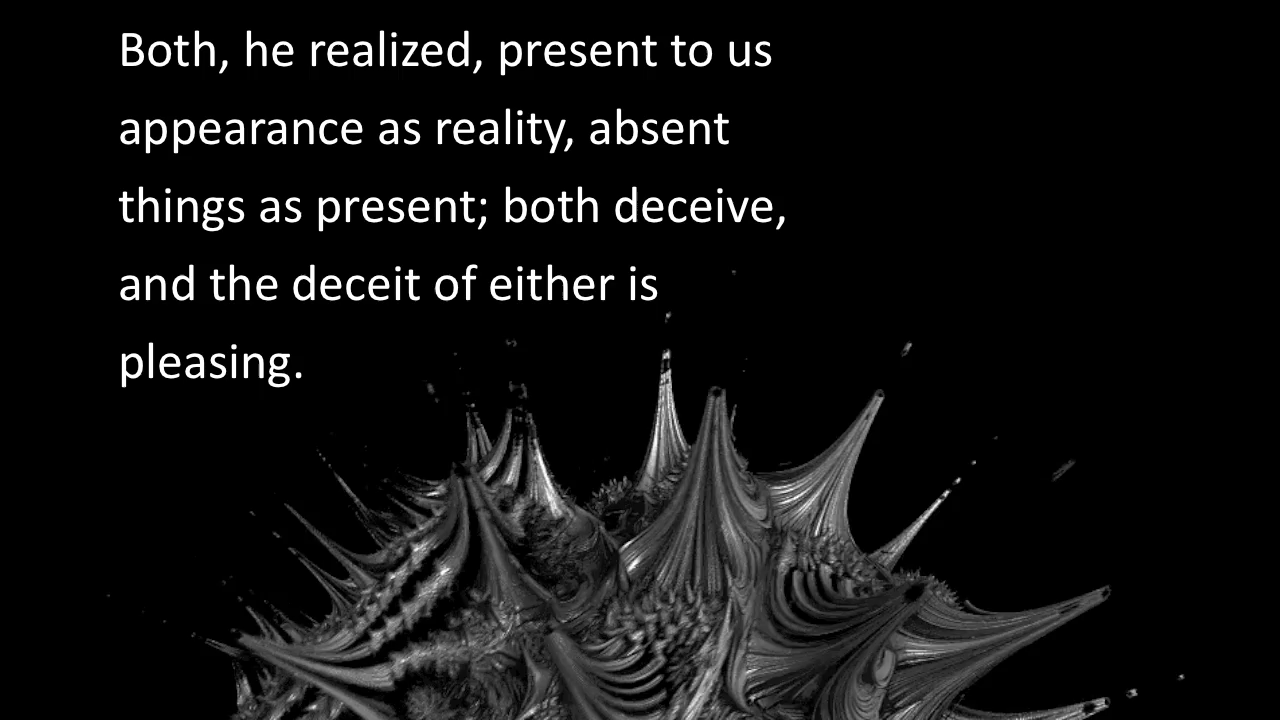 Both, he realized, present to us
appearance as reality, absent
things as present; both deceive,
and the deceit of either is
pleasing.